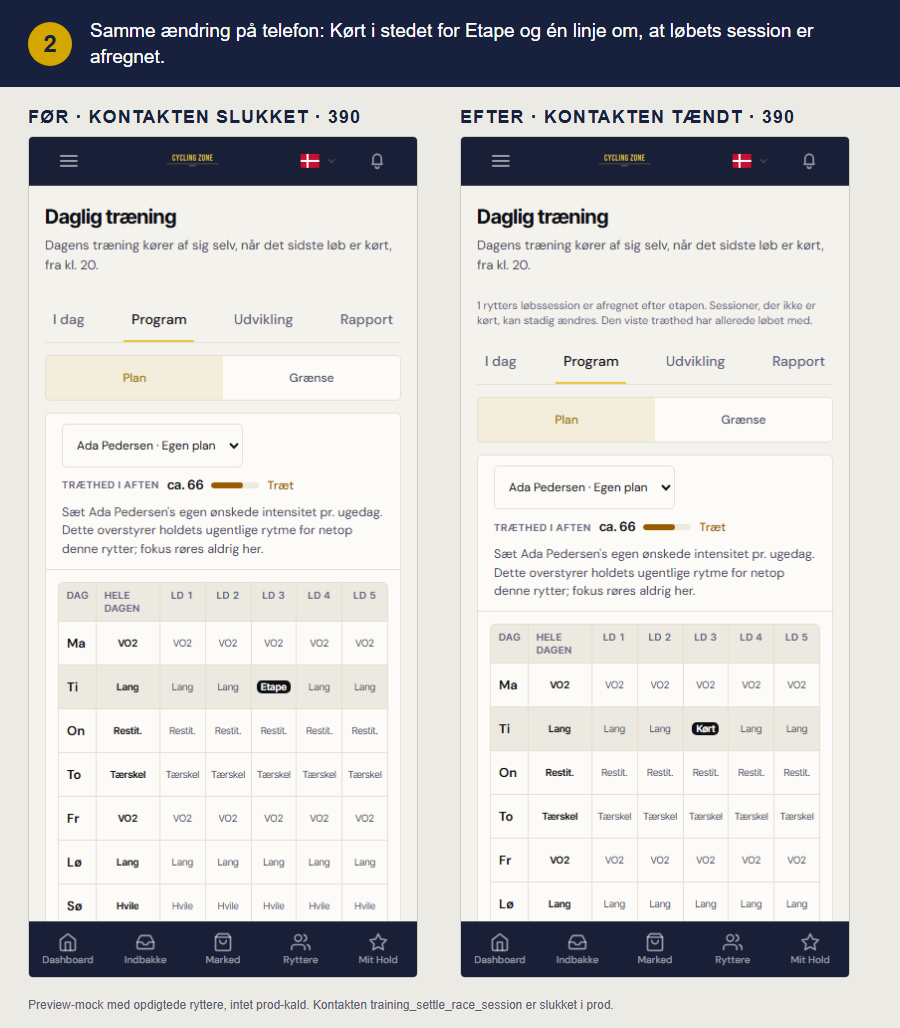 2
Samme ændring på telefon: Kørt i stedet for Etape og én linje om, at løbets session er
afregnet.
FØR · KONTAKTEN SLUKKET · 390
CYCLING ZONE
Daglig træning
Dagens træning kører af sig selv, når det sidste løb er kørt,
fra kl. 20.
I dag Program Udvikling Rapport
Plan Grænse
Ada Pedersen · Egen plan
TRÆTHED I AFTEN ca. 66 Træt
Sæt Ada Pedersen's egen ønskede intensitet pr. ugedag.
Dette overstyrer holdets ugentlige rytme for netop
denne rytter; fokus røres aldrig her.
DAG HELE DAGEN LD 1 LD 2 LD 3 LD 4 LD 5
Ma VO2 VO2 VO2 VO2 VO2 VO2
Ti Lang Lang Lang Etape Lang Lang
On Restit. Restit. Restit. Restit. Restit. Restit.
To Tærskel Tærskel Tærskel Tærskel Tærskel Tærskel
Fr VO2 VO2 VO2 VO2 VO2 VO2
Lø Lang Lang Lang Lang Lang Lang
Sø Hvile Hvile Hvile Hvile Hvile Hvile
Dashboard Indbakke Marked Ryttere Mit Hold
EFTER · KONTAKTEN TÆNDT · 390
CYCLING ZONE
Daglig træning
Dagens træning kører af sig selv, når det sidste løb er kørt,
fra kl. 20.
1 rytters løbssession er afregnet efter etapen. Sessioner, der ikke er
kørt, kan stadig ændres. Den viste træthed har allerede løbet med.
I dag Program Udvikling Rapport
Plan Grænse
Ada Pedersen · Egen plan
TRÆTHED I AFTEN ca. 66 Træt
Sæt Ada Pedersen's egen ønskede intensitet pr. ugedag.
Dette overstyrer holdets ugentlige rytme for netop
denne rytter; fokus røres aldrig her.
DAG HELE DAGEN LD 1 LD 2 LD 3 LD 4 LD 5
Ma VO2 VO2 VO2 VO2 VO2 VO2
Ti Lang Lang Lang Kørt Lang Lang
On Restit. Restit. Restit. Restit. Restit. Restit.
To Tærskel Tærskel Tærskel Tærskel Tærskel Tærskel
Fr VO2 VO2 VO2 VO2 VO2 VO2
Lø Lang Lang Lang Lang Lang Lang
Dashboard Indbakke Marked Ryttere Mit Hold
Preview-mock med opdigtede ryttere, intet prod-kald. Kontakten training_settle_race_session er slukket i prod.